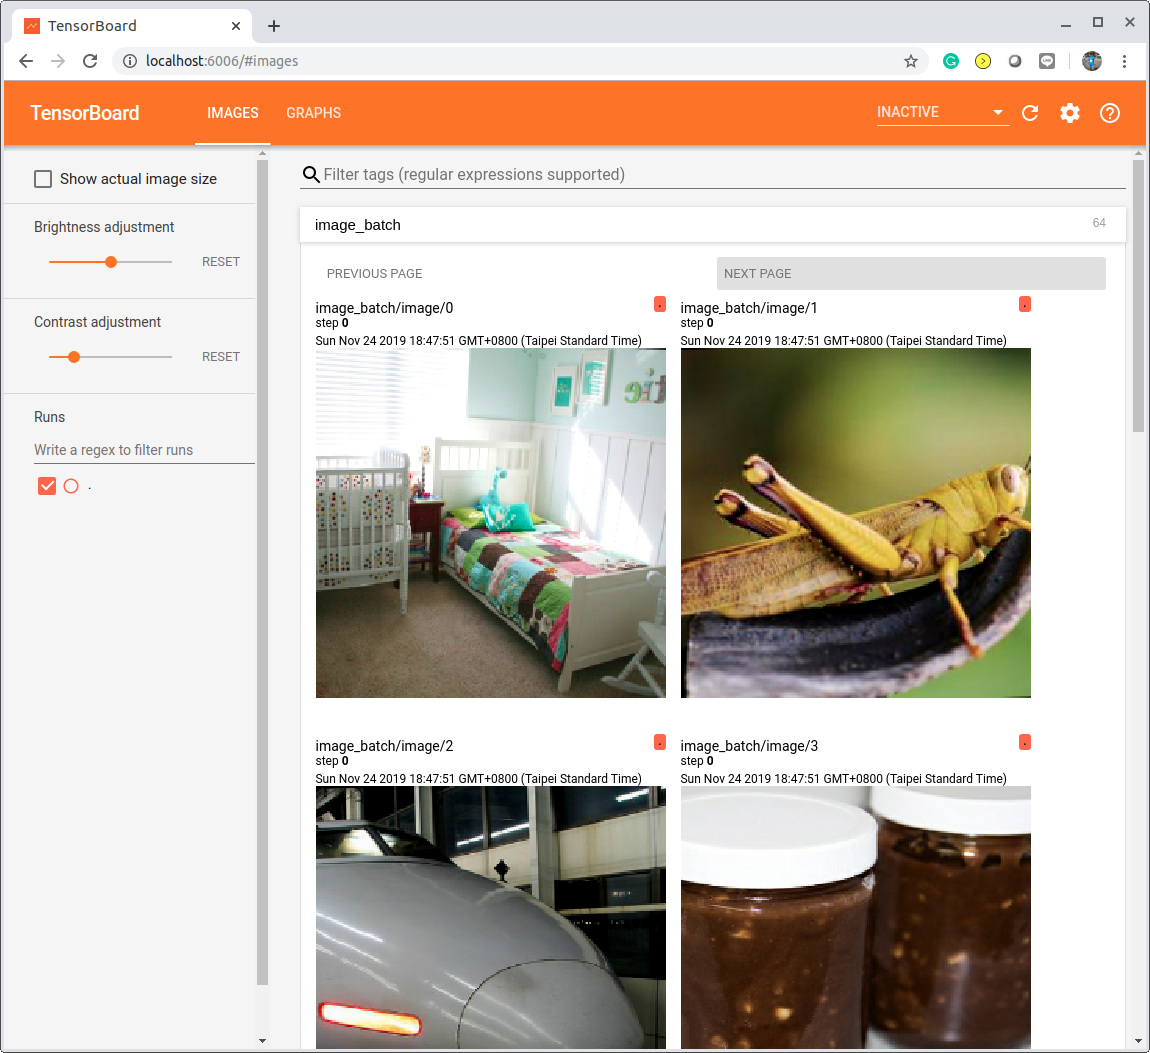 TensorBoard
localhost:6006/#images
TensorBoard IMAGES GRAPHS INACTIVE
Show actual image size
Brightness adjustment
RESET
Contrast adjustment
RESET
Runs
Write a regex to filter runs
.
Filter tags (regular expressions supported)
image_batch 64
PREVIOUS PAGE NEXT PAGE
image_batch/image/0 .
step 0
Sun Nov 24 2019 18:47:51 GMT+0800 (Taipei Standard Time)
image_batch/image/1 .
step 0
Sun Nov 24 2019 18:47:51 GMT+0800 (Taipei Standard Time)
image_batch/image/2 .
step 0
Sun Nov 24 2019 18:47:51 GMT+0800 (Taipei Standard Time)
image_batch/image/3 .
step 0
Sun Nov 24 2019 18:47:51 GMT+0800 (Taipei Standard Time)